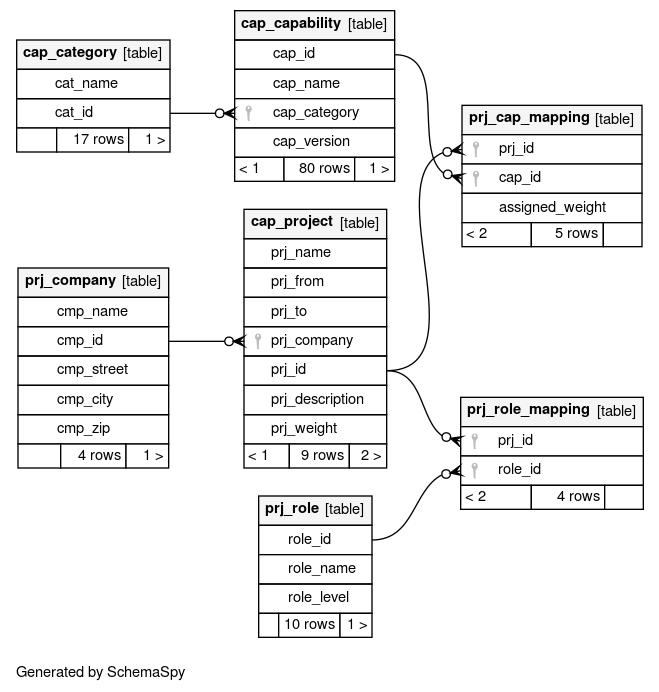 cap_category [table]
cat_name
cat_id
17 rows 1 >
cap_capability [table]
cap_id
cap_name
cap_category
cap_version
< 1 80 rows 1 >
prj_cap_mapping [table]
prj_id
cap_id
assigned_weight
< 2 5 rows
cap_project [table]
prj_name
prj_from
prj_to
prj_company
prj_id
prj_description
prj_weight
< 1 9 rows 2 >
prj_company [table]
cmp_name
cmp_id
cmp_street
cmp_city
cmp_zip
4 rows 1 >
prj_role_mapping [table]
prj_id
role_id
< 2 4 rows
prj_role [table]
role_id
role_name
role_level
10 rows 1 >
Generated by SchemaSpy